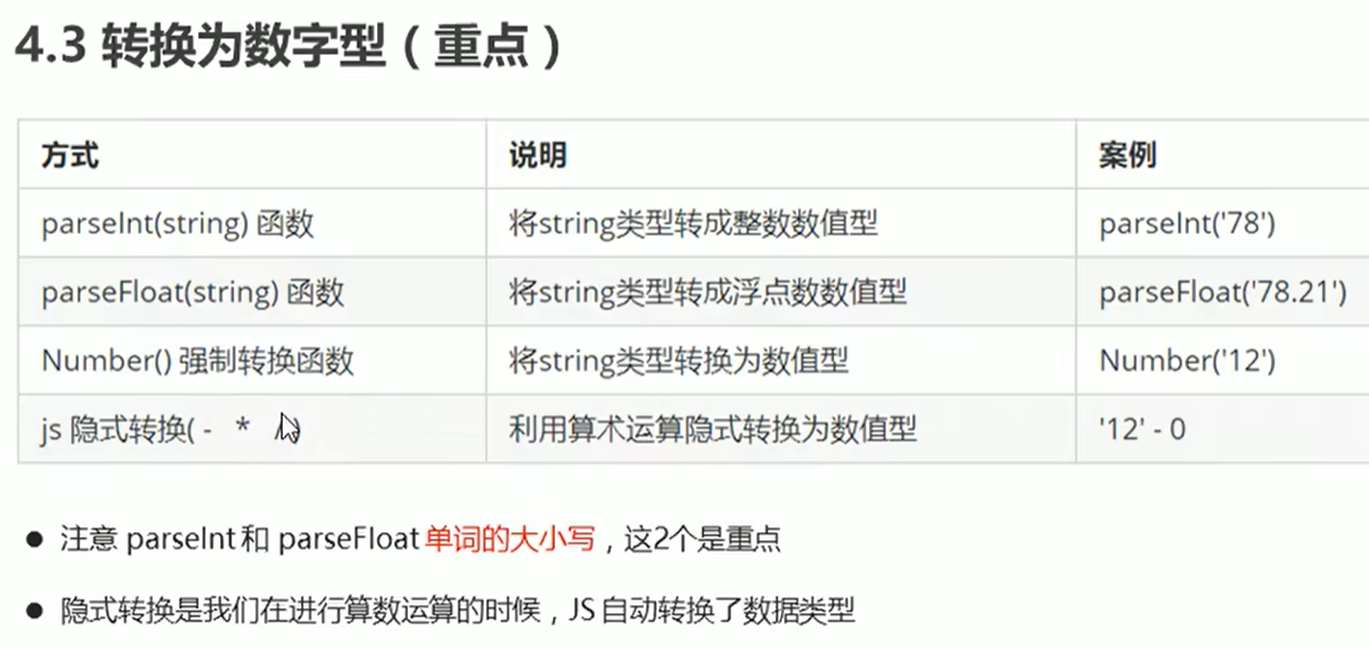 4.3 转换为数字型（重点）
方式 说明 案例
parseInt(string) 函数 将string类型转成整数数值型 parseInt('78')
parseFloat(string) 函数 将string类型转成浮点数数值型 parseFloat('78.21')
Number() 强制转换函数 将string类型转换为数值型 Number('12')
js 隐式转换( - * /) 利用算术运算隐式转换为数值型 '12' - 0
● 注意 parseInt 和 parseFloat 单词的大小写，这2个是重点
● 隐式转换是我们在进行算数运算的时候，JS 自动转换了数据类型